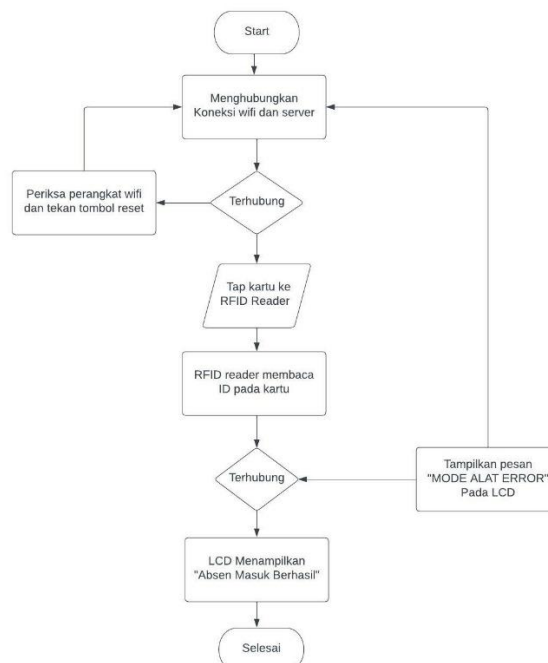 Start
Menghubungkan
Koneksi wifi dan server
Periksa perangkat wifi
dan tekan tombol reset
Terhubung
Tap kartu ke
RFID Reader
RFID reader membaca
ID pada kartu
Terhubung
Tampilkan pesan
"MODE ALAT ERROR"
Pada LCD
LCD Menampilkan
"Absen Masuk Berhasil"
Selesai